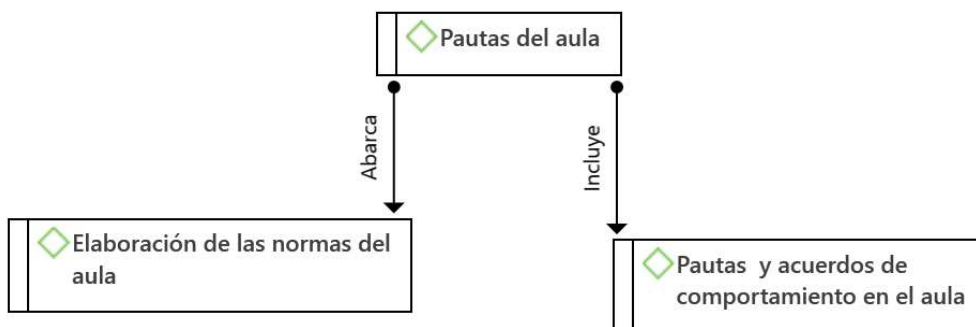 Pautas del aula
Abarca
Incluye
Elaboración de las normas del
aula
Pautas  y acuerdos de
comportamiento en el aula